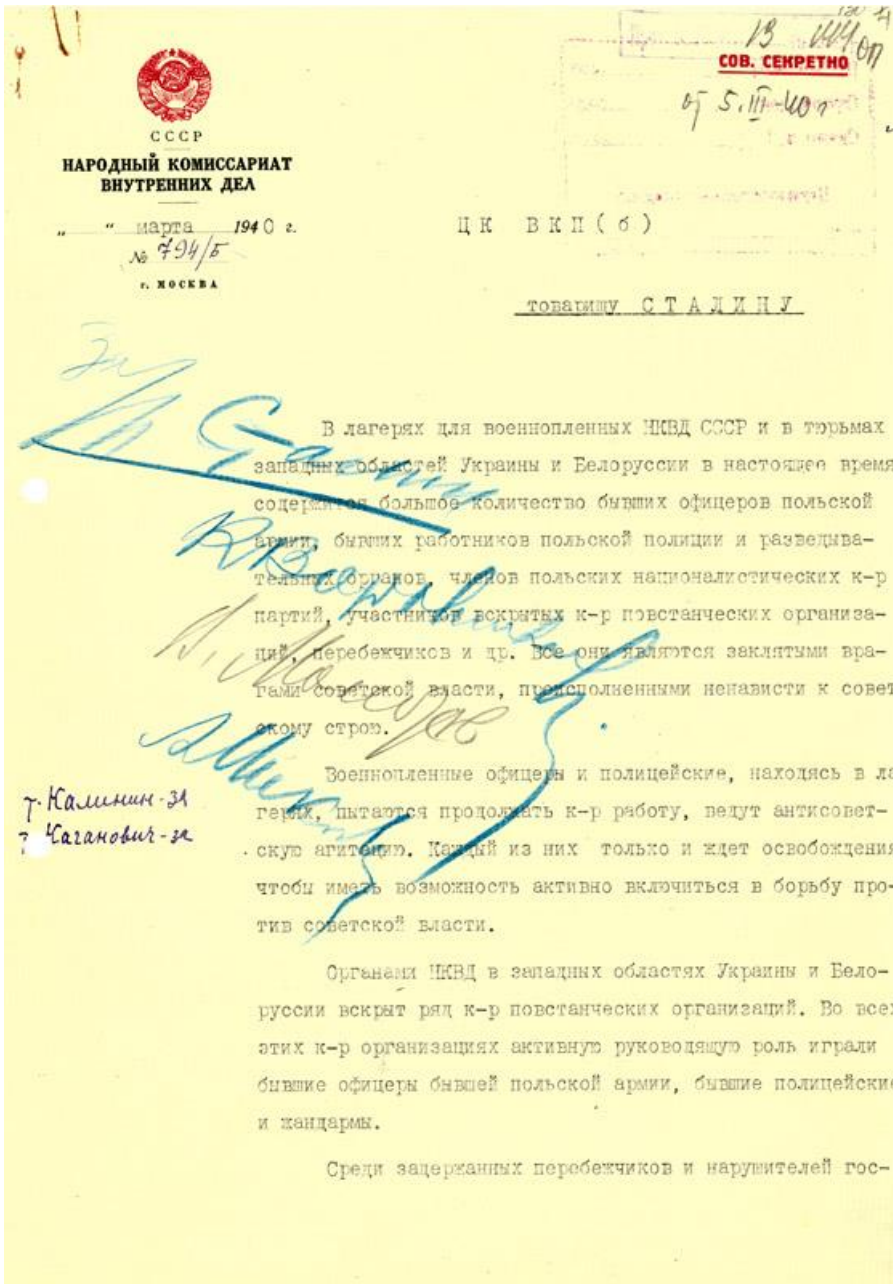 СОВ. СЕКРЕТНО
от 5.III-40 г
СССР
НАРОДНЫЙ КОМИССАРИАТ
ВНУТРЕННИХ ДЕЛ
" " марта 1940 г.
№ 794/Б
г. МОСКВА
ЦК ВКП(б)
товарищу СТАЛИНУ
за
И Сталин
К Ворошилов
В. Молотов
А Микоян
т. Калинин-за
т. Каганович-за
В лагерях для военнопленных НКВД СССР и в тюрьмах
западных областей Украины и Белоруссии в настоящее время
содержится большое количество бывших офицеров польской
армии, бывших работников польской полиции и разведыва-
тельных органов, членов польских националистических к-р
партий, участников вскрытых к-р повстанческих организа-
ций, перебежчиков и др. Все они являются заклятыми вра-
гами советской власти, преисполненными ненависти к совет
скому строю.
Военнопленные офицеры и полицейские, находясь в ла
герях, пытаются продолжать к-р работу, ведут антисовет-
скую агитацию. Каждый из них только и ждет освобождения
чтобы иметь возможность активно включиться в борьбу про-
тив советской власти.
Органами НКВД в западных областях Украины и Бело-
руссии вскрыт ряд к-р повстанческих организаций. Во всех
этих к-р организациях активную руководящую роль играли
бывшие офицеры бывшей польской армии, бывшие полицейские
и жандармы.
Среди задержанных перебежчиков и нарушителей гос-